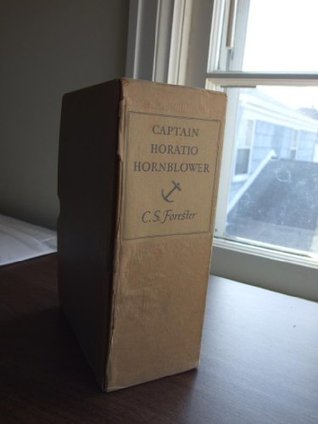 CAPTAIN
HORATIO
HORNBLOWER
C. S. Forester